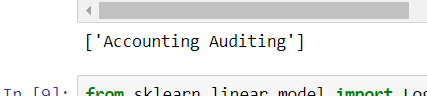 ['Accounting Auditing']
In [9]: from sklearn.linear_model import